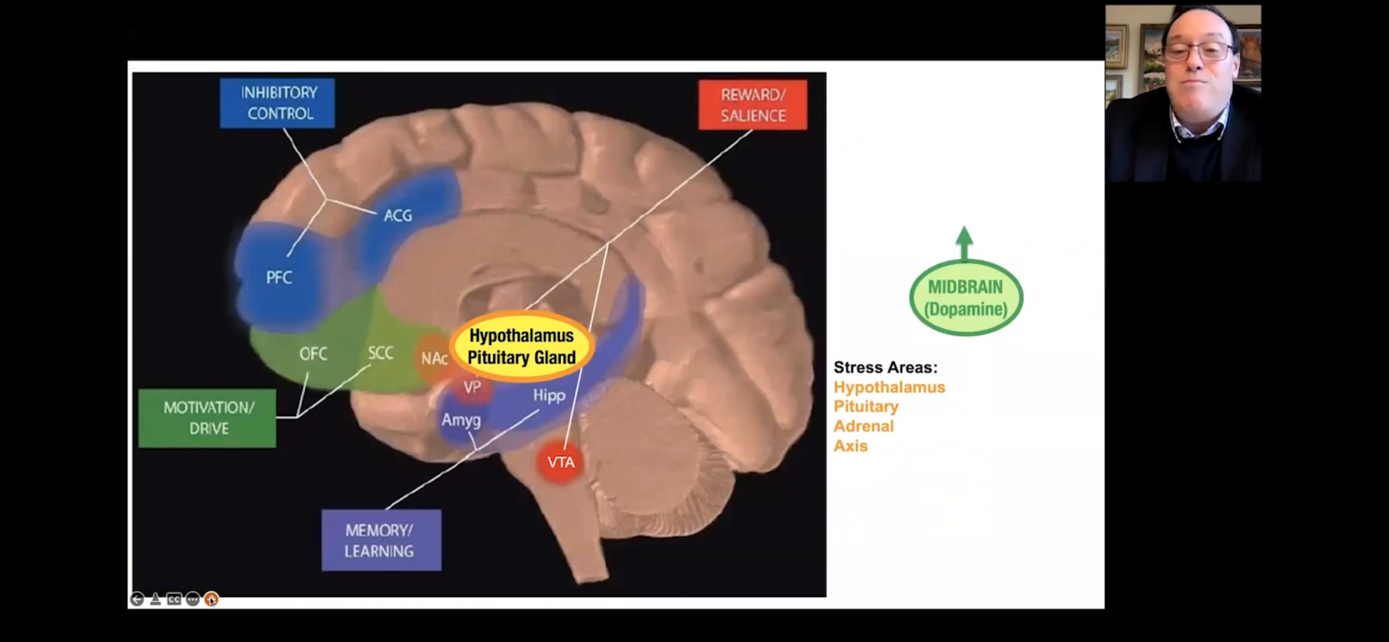 INHIBITORY
CONTROL
REWARD/
SALIENCE
ACG
PFC
MIDBRAIN
(Dopamine)
Hypothalamus
Pituitary Gland
OFC
SCC
NAc
VP
Hipp
Amyg
MOTIVATION/
DRIVE
VTA
MEMORY/
LEARNING
Stress Areas:
Hypothalamus
Pituitary
Adrenal
Axis
CC